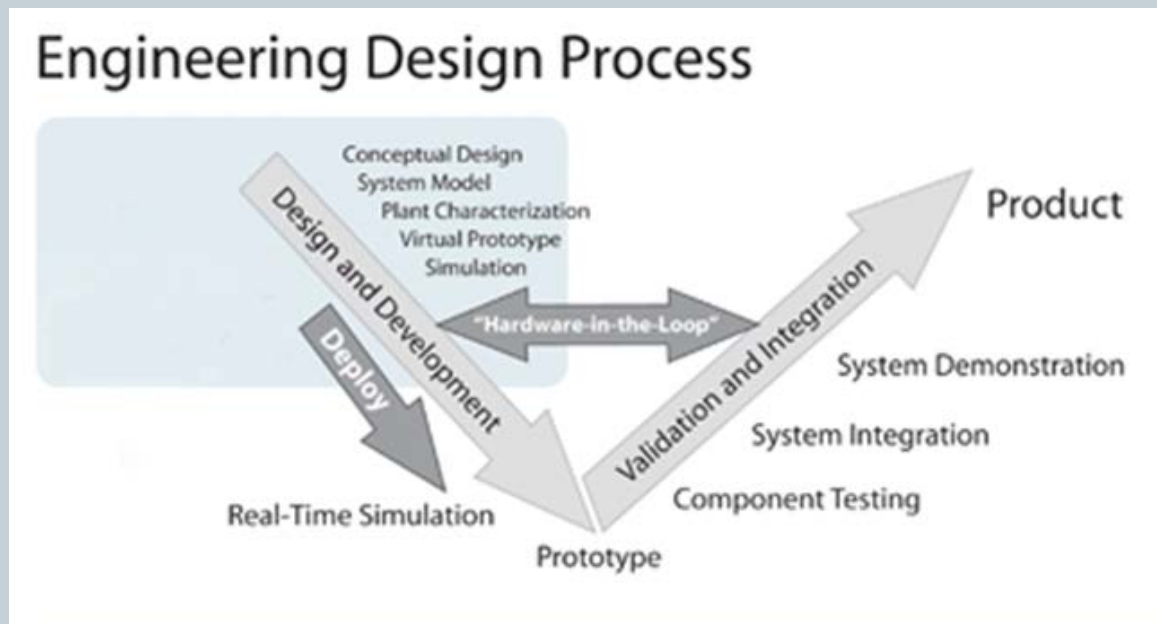 Engineering Design Process
Conceptual Design
System Model
Plant Characterization
Virtual Prototype
Simulation
Design and Development
"Hardware-in-the-Loop"
Deploy
Real-Time Simulation
Prototype
Validation and Integration
Product
System Demonstration
System Integration
Component Testing